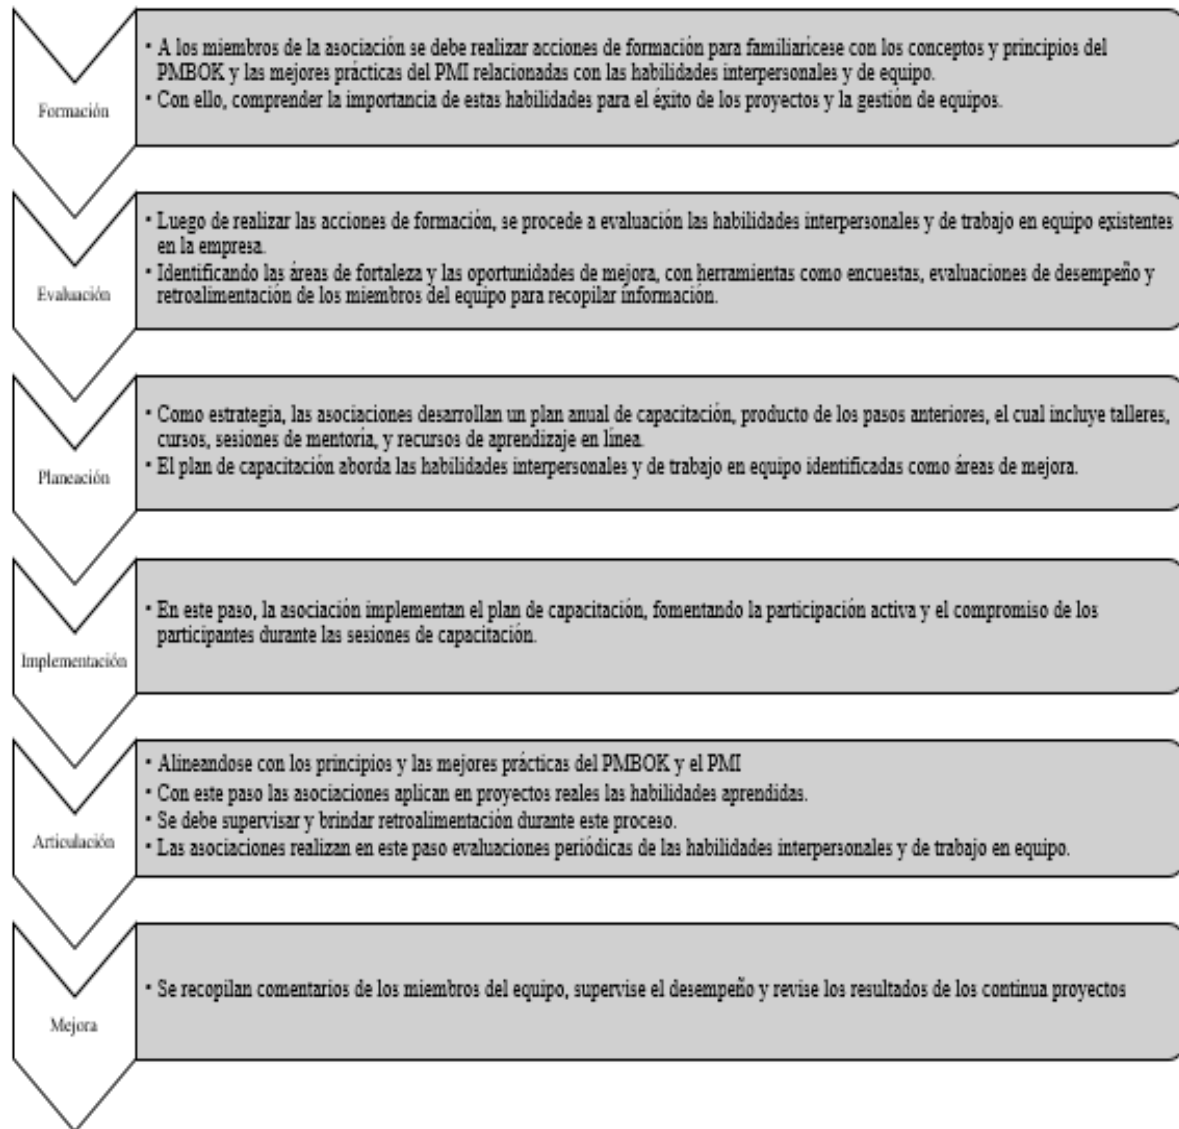 Formación
• A los miembros de la asociación se debe realizar acciones de formación para familiarícese con los conceptos y principios del
PMBOK y las mejores prácticas del PMI relacionadas con las habilidades interpersonales y de equipo.
• Con ello, comprender la importancia de estas habilidades para el éxito de los proyectos y la gestión de equipos.
Evaluación
• Luego de realizar las acciones de formación, se procede a evaluación las habilidades interpersonales y de trabajo en equipo existentes
en la empresa.
• Identificando las áreas de fortaleza y las oportunidades de mejora, con herramientas como encuestas, evaluaciones de desempeño y
retroalimentación de los miembros del equipo para recopilar información.
Planeación
• Como estrategia, las asociaciones desarrollan un plan anual de capacitación, producto de los pasos anteriores, el cual incluye talleres,
cursos, sesiones de mentoría, y recursos de aprendizaje en línea.
• El plan de capacitación aborda las habilidades interpersonales y de trabajo en equipo identificadas como áreas de mejora.
Implementación
• En este paso, la asociación implementan el plan de capacitación, fomentando la participación activa y el compromiso de los
participantes durante las sesiones de capacitación.
Articulación
• Alineandose con los principios y las mejores prácticas del PMBOK y el PMI
• Con este paso las asociaciones aplican en proyectos reales las habilidades aprendidas.
• Se debe supervisar y brindar retroalimentación durante este proceso.
• Las asociaciones realizan en este paso evaluaciones periódicas de las habilidades interpersonales y de trabajo en equipo.
Mejora
• Se recopilan comentarios de los miembros del equipo, supervise el desempeño y revise los resultados de los continua proyectos